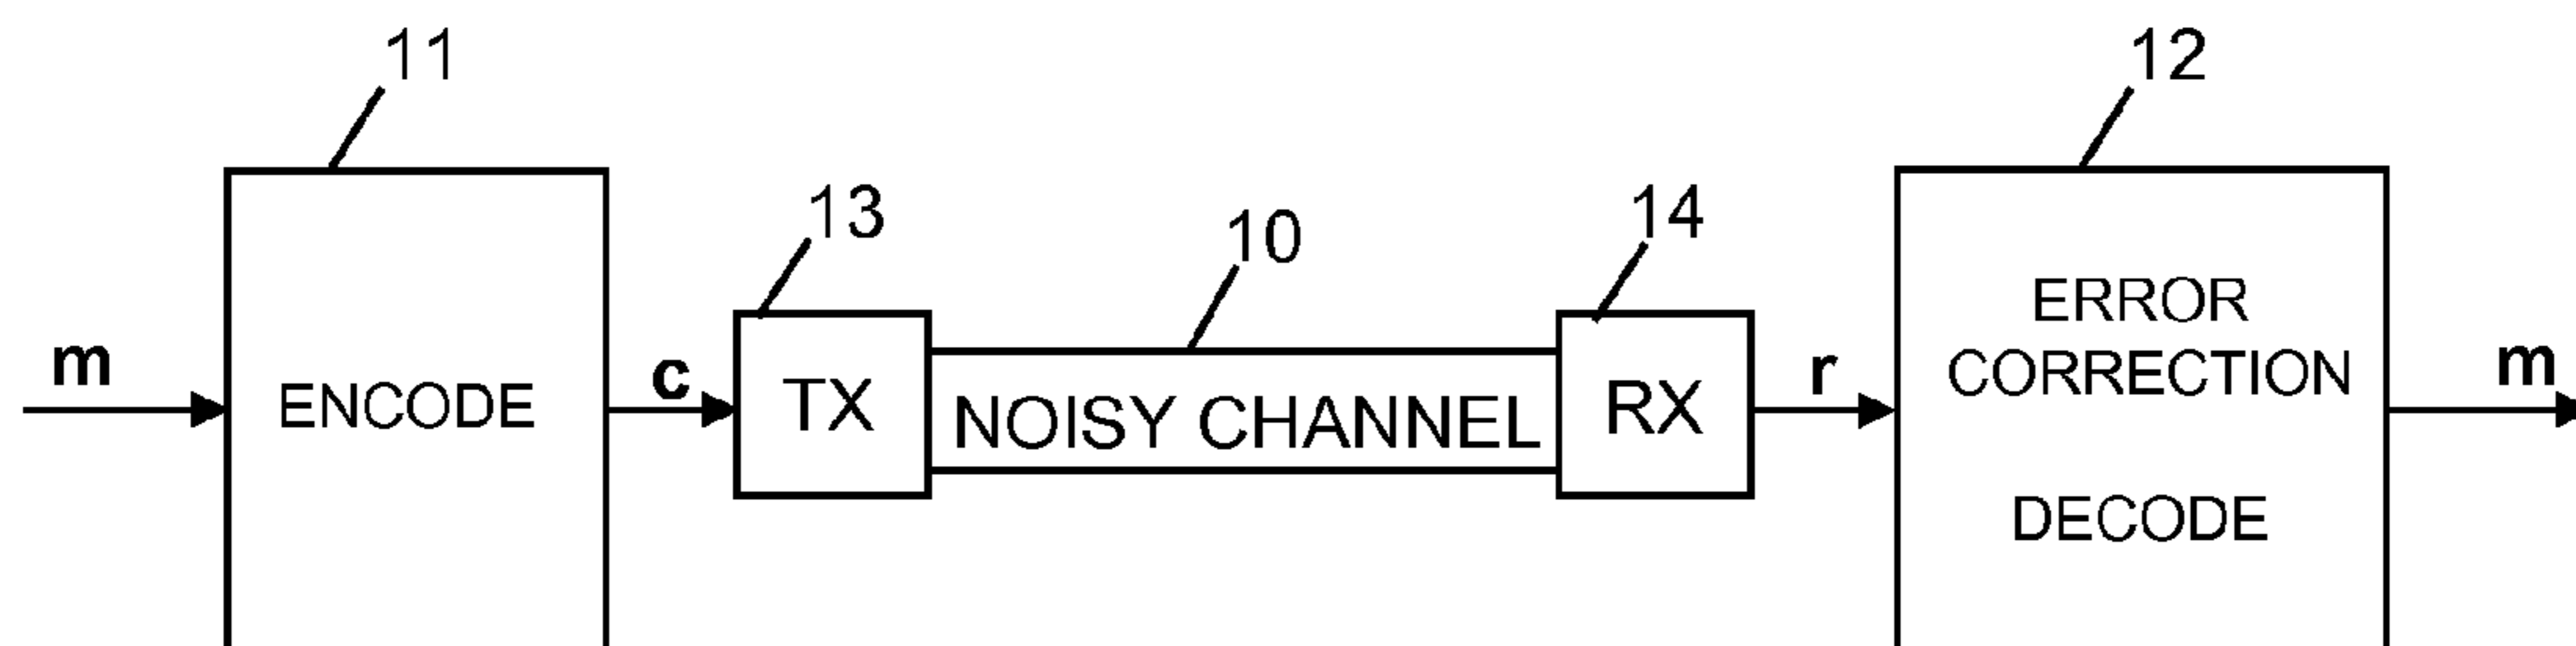 11
12
13
10
14
m
ENCODE
c
TX
NOISY CHANNEL
RX
r
ERROR
CORRECTION
DECODE
m